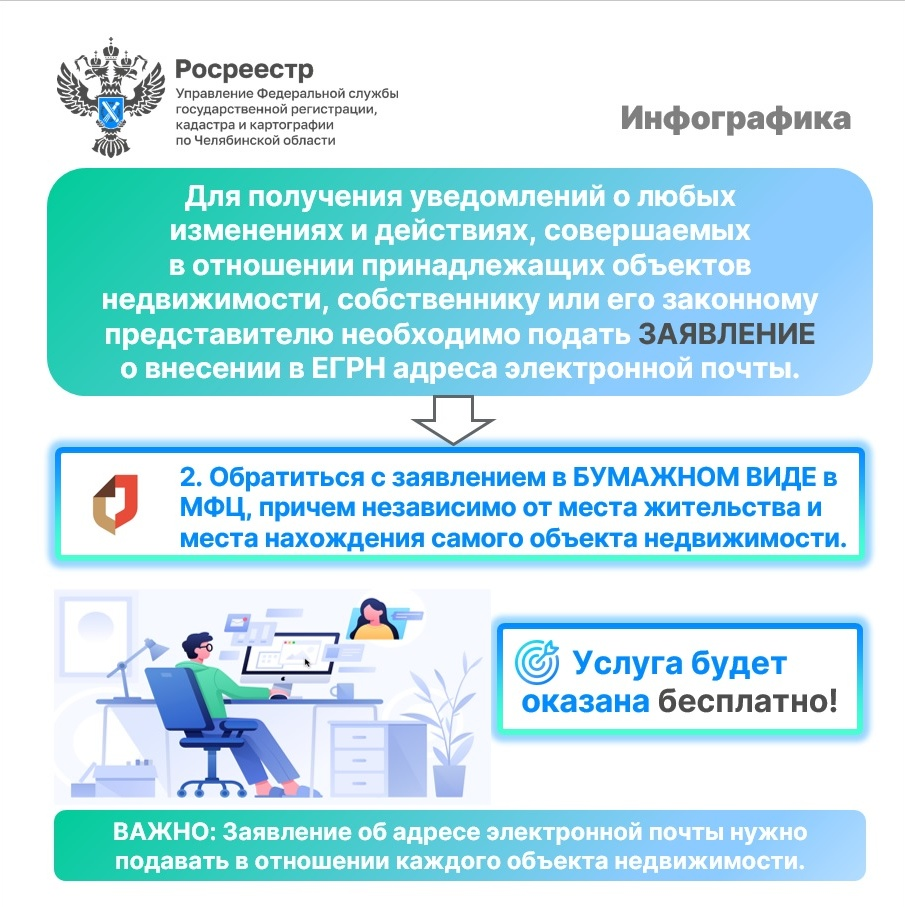 Росреестр
Управление Федеральной службы
государственной регистрации,
кадастра и картографии
по Челябинской области
Инфографика
Для получения уведомлений о любых
изменениях и действиях, совершаемых
в отношении принадлежащих объектов
недвижимости, собственнику или его законному
представителю необходимо подать ЗАЯВЛЕНИЕ
о внесении в ЕГРН адреса электронной почты.
2. Обратиться с заявлением в БУМАЖНОМ ВИДЕ в
МФЦ, причем независимо от места жительства и
места нахождения самого объекта недвижимости.
Услуга будет
оказана бесплатно!
ВАЖНО: Заявление об адресе электронной почты нужно
подавать в отношении каждого объекта недвижимости.